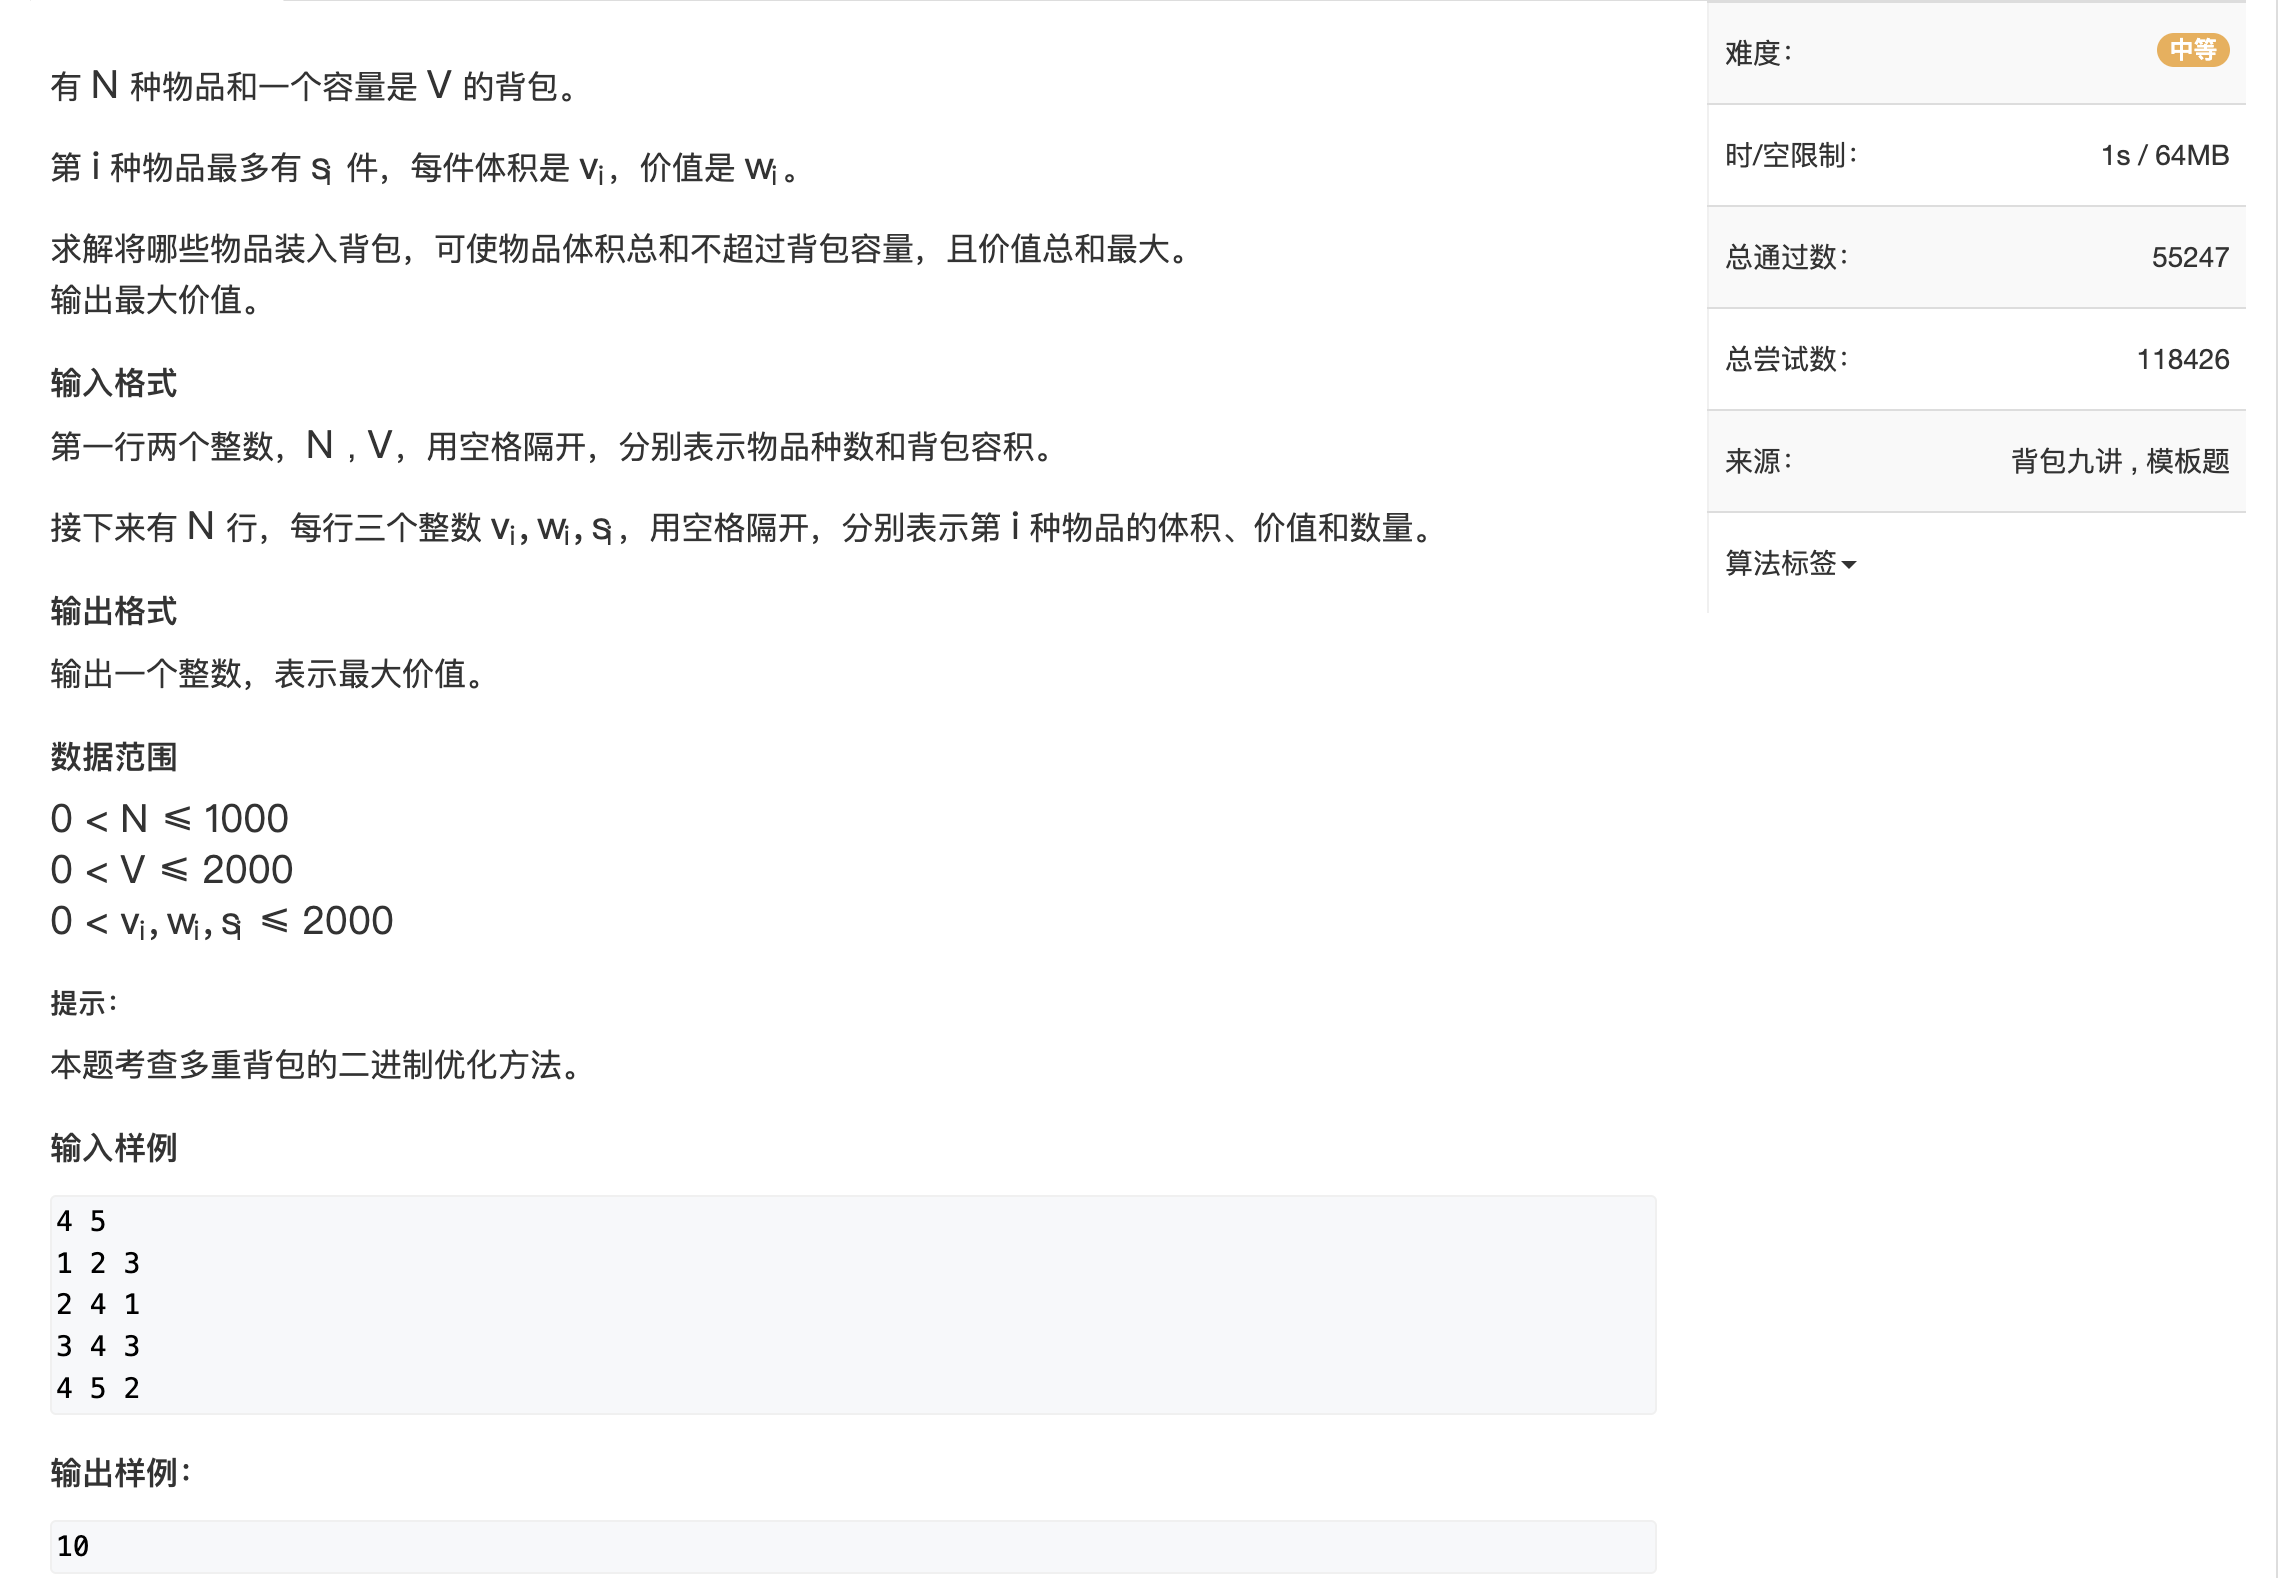 有 N 种物品和一个容量是 V 的背包。
第 i 种物品最多有 sᵢ 件，每件体积是 vᵢ，价值是 wᵢ。
求解将哪些物品装入背包，可使物品体积总和不超过背包容量，且价值总和最大。
输出最大价值。
输入格式
第一行两个整数，N , V，用空格隔开，分别表示物品种数和背包容积。
接下来有 N 行，每行三个整数 vᵢ, wᵢ, sᵢ，用空格隔开，分别表示第 i 种物品的体积、价值和数量。
输出格式
输出一个整数，表示最大价值。
数据范围
0 < N ⩽ 1000
0 < V ⩽ 2000
0 < vᵢ, wᵢ, sᵢ ⩽ 2000
提示：
本题考查多重背包的二进制优化方法。
输入样例
4 5
1 2 3
2 4 1
3 4 3
4 5 2
输出样例：
10
难度： 中等
时/空限制： 1s / 64MB
总通过数： 55247
总尝试数： 118426
来源： 背包九讲 , 模板题
算法标签